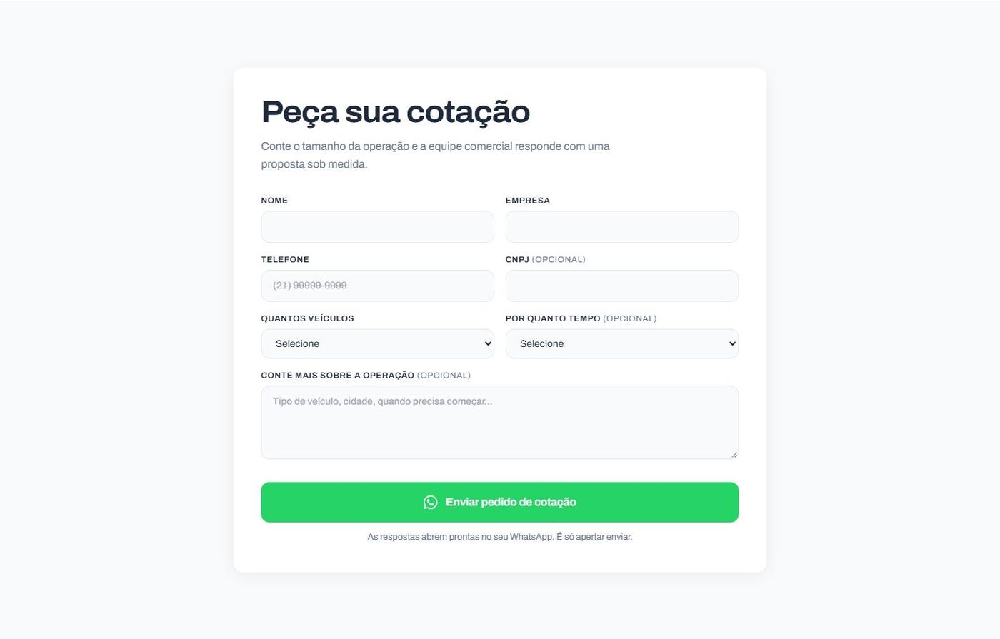 Peça sua cotação
Conte o tamanho da operação e a equipe comercial responde com uma
proposta sob medida.
NOME
EMPRESA
TELEFONE
CNPJ (OPCIONAL)
(21) 99999-9999
QUANTOS VEÍCULOS
POR QUANTO TEMPO (OPCIONAL)
Selecione
Selecione
CONTE MAIS SOBRE A OPERAÇÃO (OPCIONAL)
Tipo de veículo, cidade, quando precisa começar...
Enviar pedido de cotação
As respostas abrem prontas no seu WhatsApp. É só apertar enviar.